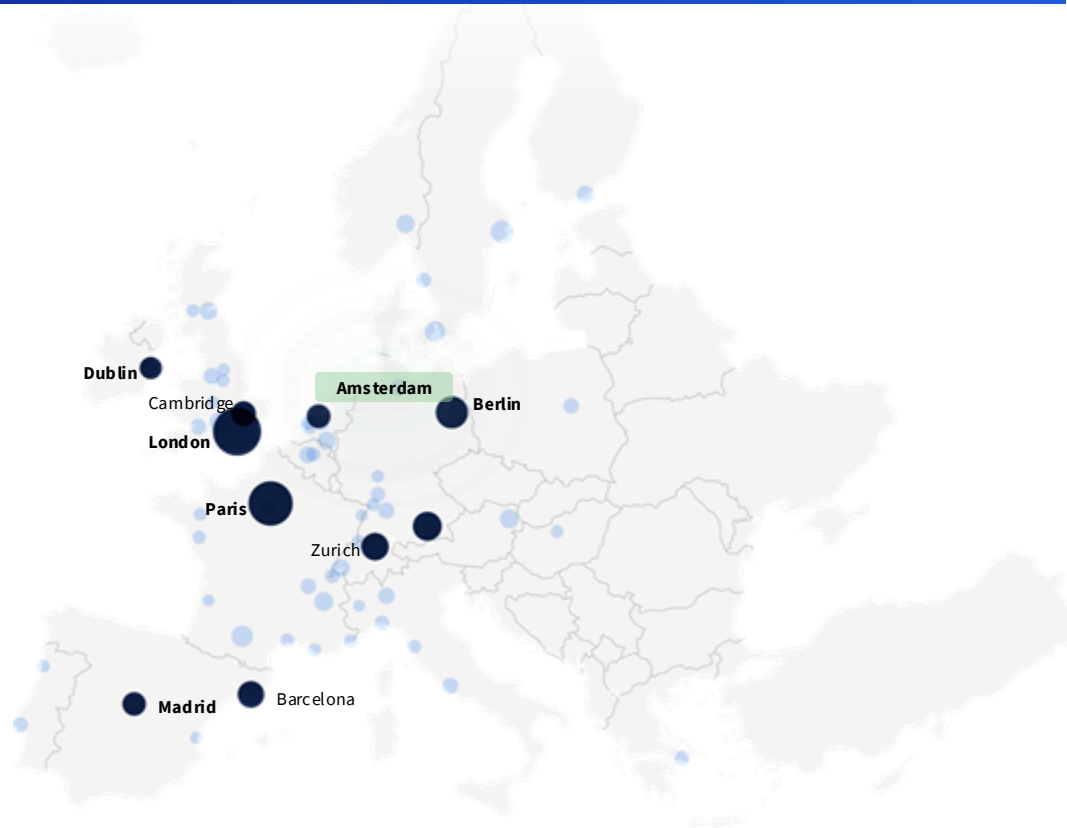 Dublin
Amsterdam
Cambridge
Berlin
London
Paris
Zurich
Madrid
Barcelona